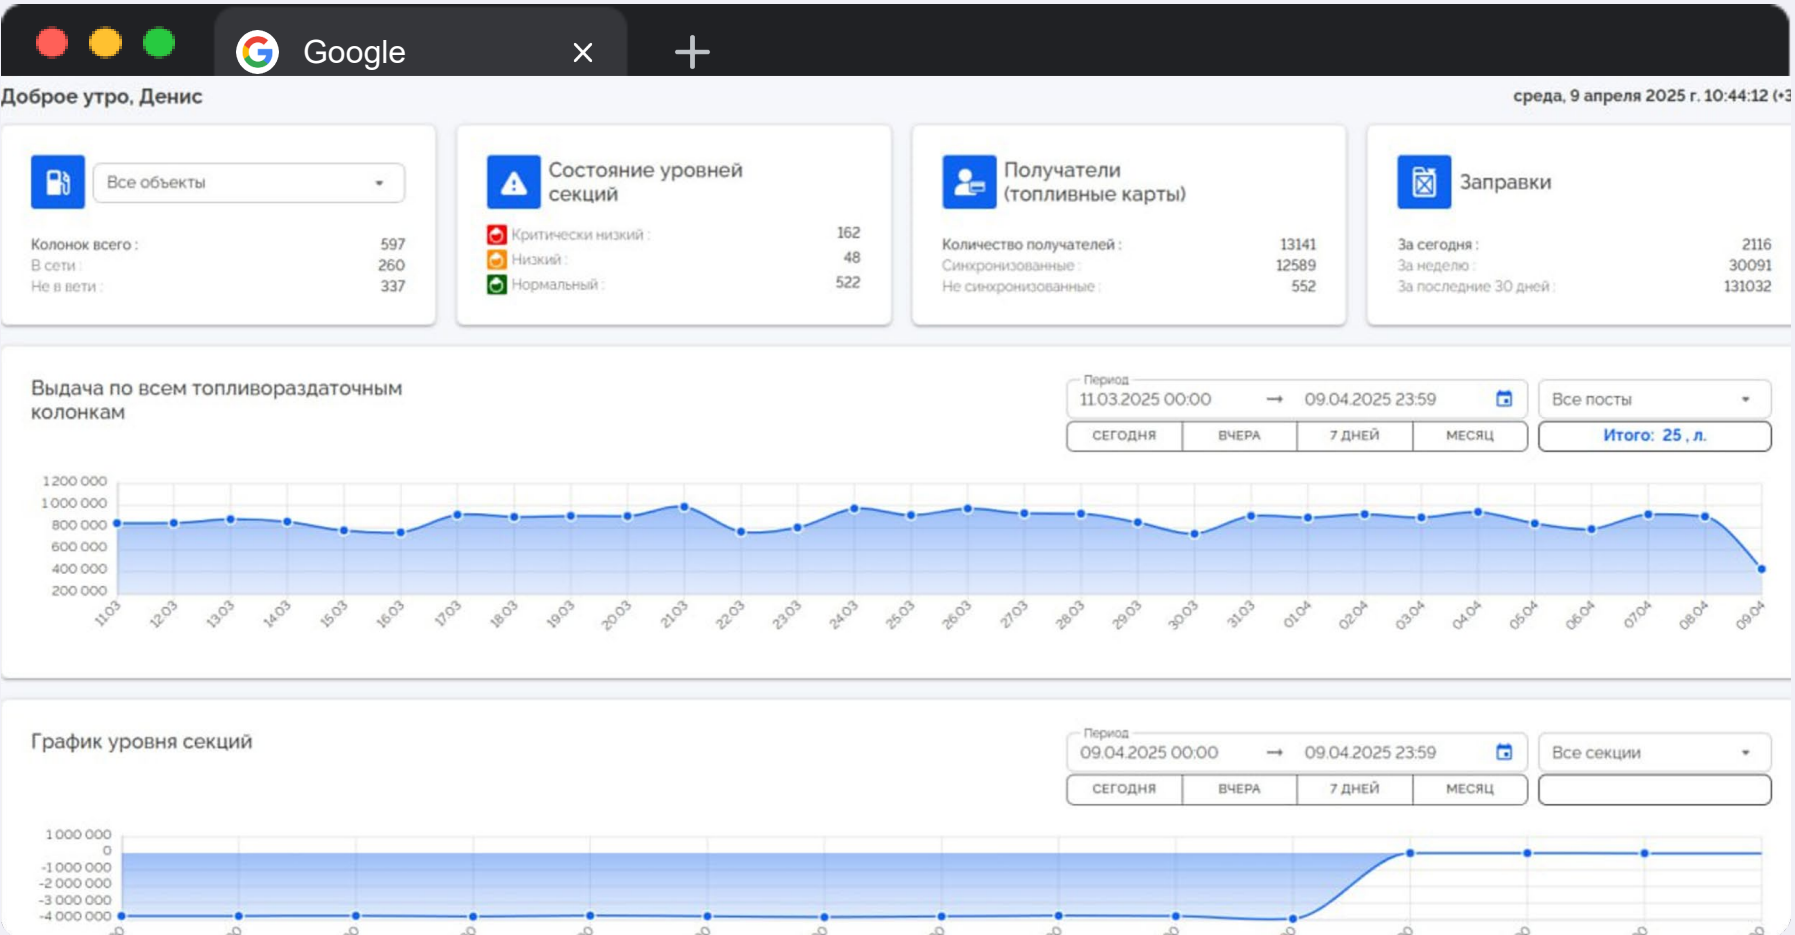 Google
Доброе утро, Денис
среда, 9 апреля 2025 г. 10:44:12 (+3
Все объекты
Колонок всего : 597
В сети : 260
Не в вети : 337
Состояние уровней
секций
Критически низкий : 162
Низкий : 48
Нормальный : 522
Получатели
(топливные карты)
Количество получателей : 13141
Синхронизованные : 12589
Не синхронизованные : 552
Заправки
За сегодня : 2116
За неделю : 30091
За последние 30 дней : 131032
Выдача по всем топливораздаточным
колонкам
Период
11.03.2025 00:00 → 09.04.2025 23:59
Все посты
СЕГОДНЯ ВЧЕРА 7 ДНЕЙ МЕСЯЦ
Итого: 25 , л.
1 200 000
1 000 000
800 000
600 000
400 000
200 000
11.03 12.03 13.03 14.03 15.03 16.03 17.03 18.03 19.03 20.03 21.03 22.03 23.03 24.03 25.03 26.03 27.03 28.03 29.03 30.03 31.03 01.04 02.04 03.04 04.04 05.04 06.04 07.04 08.04 09.04
График уровня секций
Период
09.04.2025 00:00 → 09.04.2025 23:59
Все секции
СЕГОДНЯ ВЧЕРА 7 ДНЕЙ МЕСЯЦ
1 000 000
0
-1 000 000
-2 000 000
-3 000 000
-4 000 000